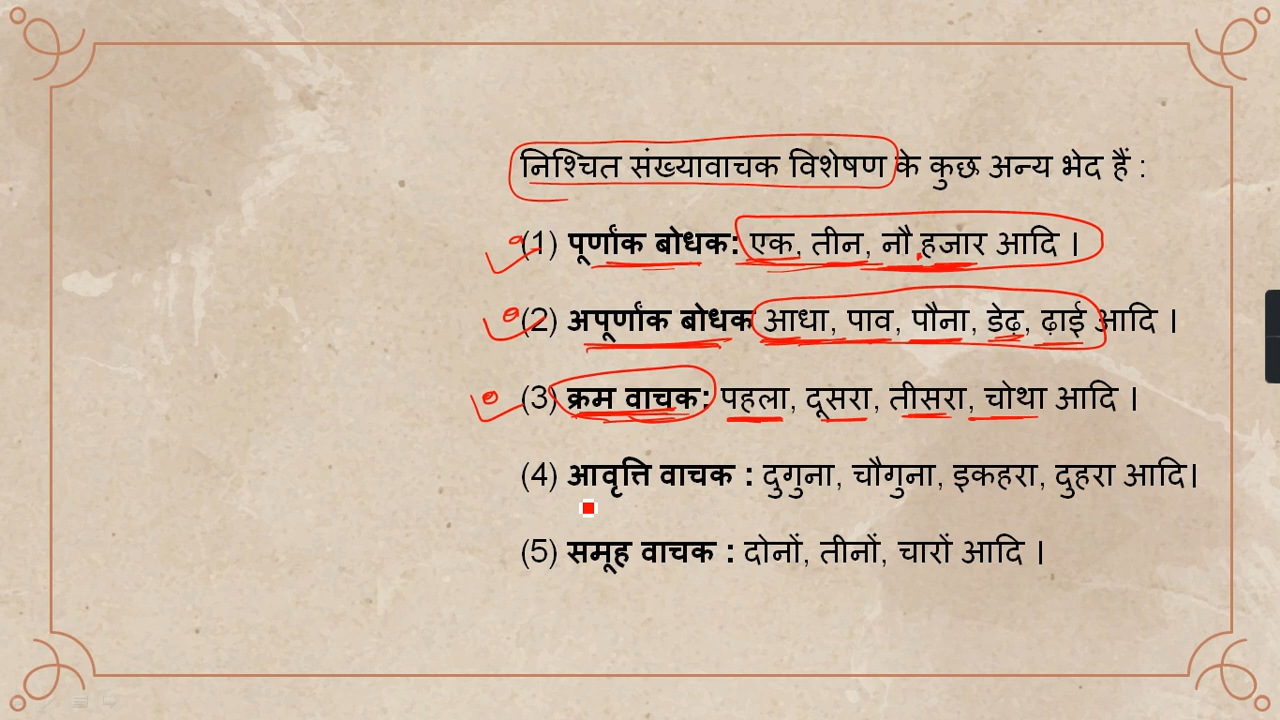 निश्चित संख्यावाचक विशेषण के कुछ अन्य भेद हैं :
(1) पूर्णांक बोधक: एक, तीन, नौ हजार आदि ।
(2) अपूर्णांक बोधक आधा, पाव, पौना, डेढ़, ढ़ाई आदि ।
(3) क्रम वाचक: पहला, दूसरा, तीसरा, चोथा आदि ।
(4) आवृत्ति वाचक : दुगुना, चौगुना, इकहरा, दुहरा आदि।
(5) समूह वाचक : दोनों, तीनों, चारों आदि ।